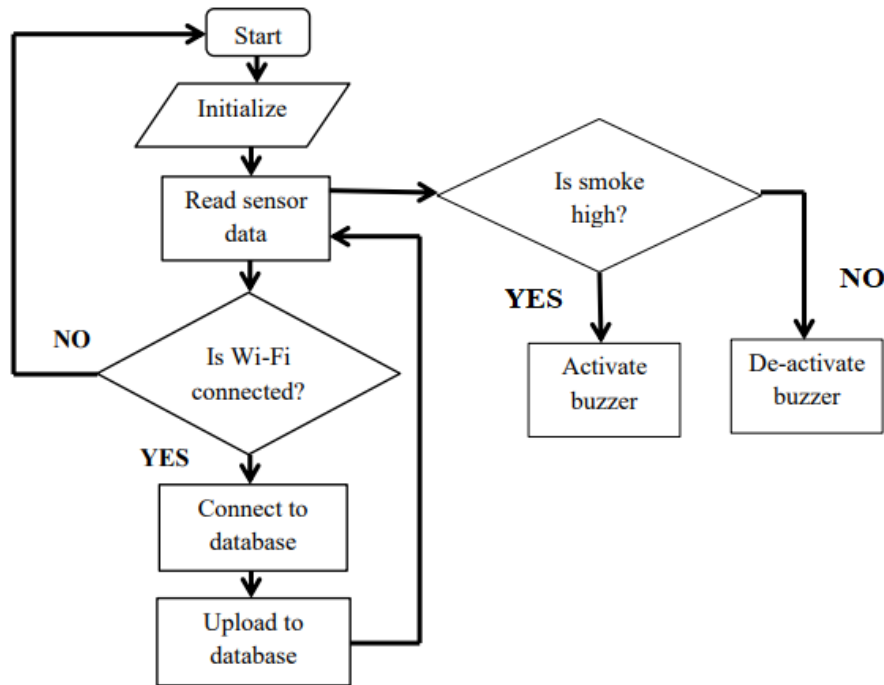 Start
Initialize
Read sensor
data
Is smoke
high?
YES
NO
Activate
buzzer
De-activate
buzzer
NO
Is Wi-Fi
connected?
YES
Connect to
database
Upload to
database